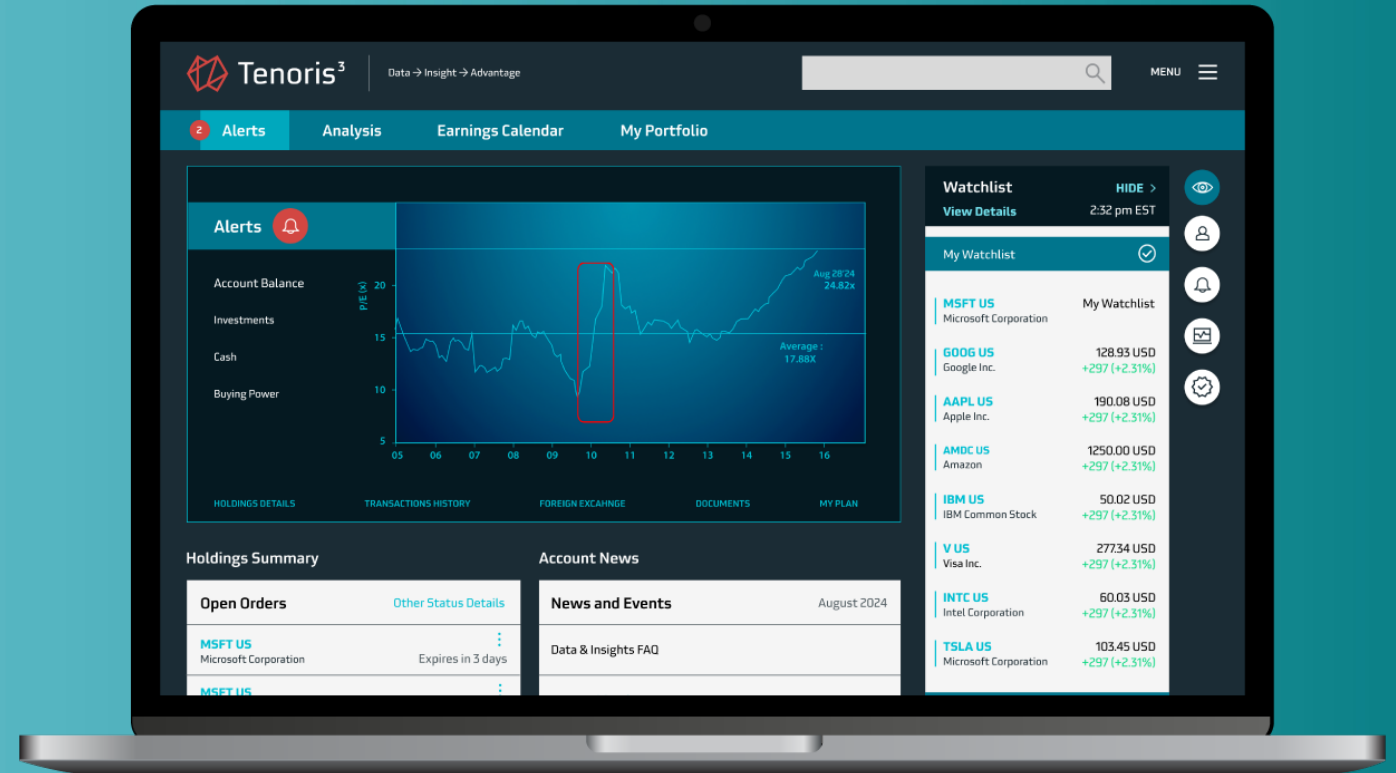 Tenoris³
Data → Insight → Advantage
MENU
2
Alerts
Analysis
Earnings Calendar
My Portfolio
Alerts
Account Balance
Investments
Cash
Buying Power
P/E (x)
20
15
10
5
05 06 07 08 09 10 11 12 13 14 15 16
Aug 28'24
24.82x
Average :
17.88X
HOLDINGS DETAILS
TRANSACTIONS HISTORY
FOREIGN EXCAHNGE
DOCUMENTS
MY PLAN
Holdings Summary
Open Orders
Other Status Details
MSFT US
Microsoft Corporation
Expires in 3 days
MSFT US
Account News
News and Events
August 2024
Data & Insights FAQ
Watchlist
HIDE >
View Details
2:32 pm EST
My Watchlist
MSFT US
My Watchlist
Microsoft Corporation
GOOG US
128.93 USD
Google Inc.
+297 (+2.31%)
AAPL US
190.08 USD
Apple Inc.
+297 (+2.31%)
AMDC US
1250.00 USD
Amazon
+297 (+2.31%)
IBM US
50.02 USD
IBM Common Stock
+297 (+2.31%)
V US
277.34 USD
Visa Inc.
+297 (+2.31%)
INTC US
60.03 USD
Intel Corporation
+297 (+2.31%)
TSLA US
103.45 USD
Microsoft Corporation
+297 (+2.31%)